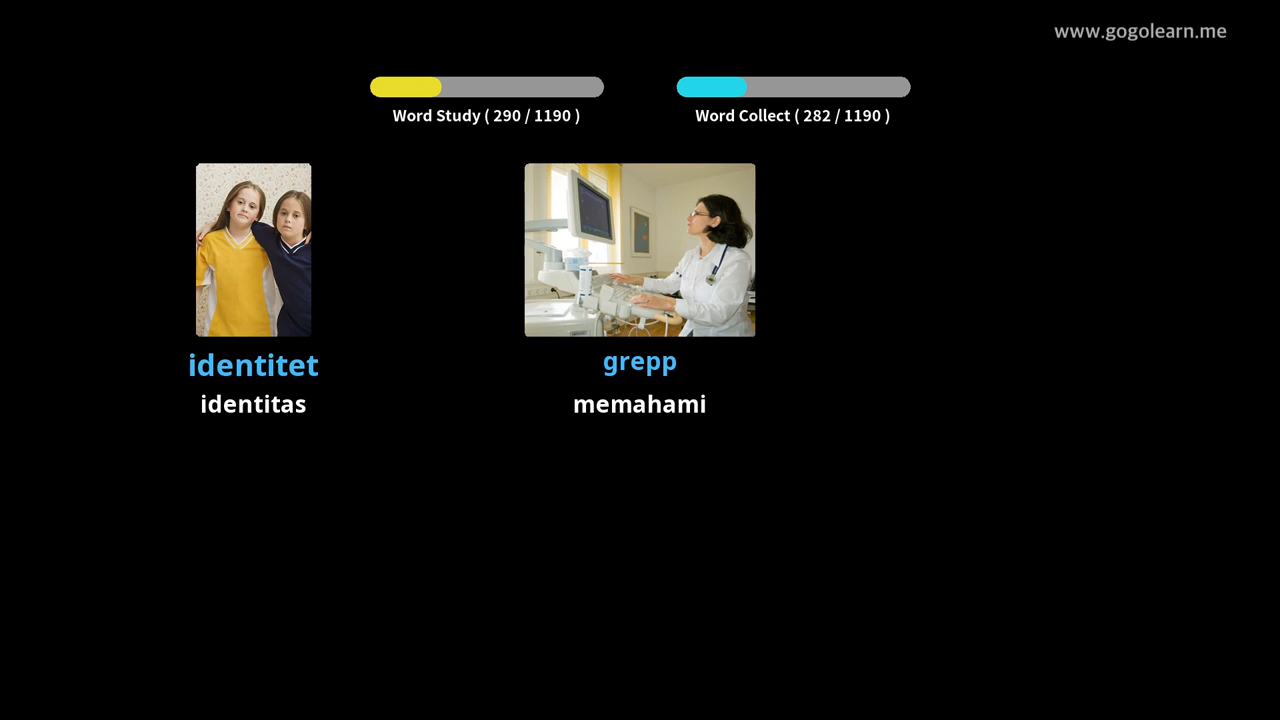 www.gogolearn.me
Word Study ( 290 / 1190 )
Word Collect ( 282 / 1190 )
identitet
identitas
grepp
memahami